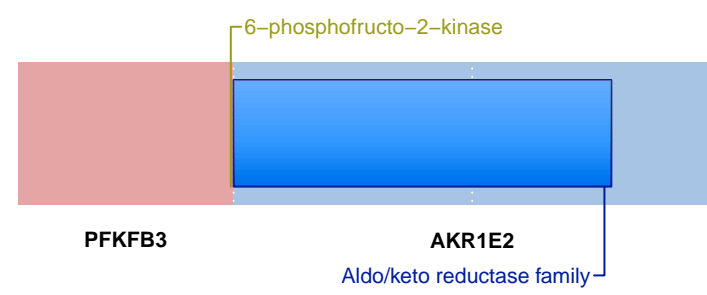 6−phosphofructo−2−kinase
PFKFB3
AKR1E2
Aldo/keto reductase family